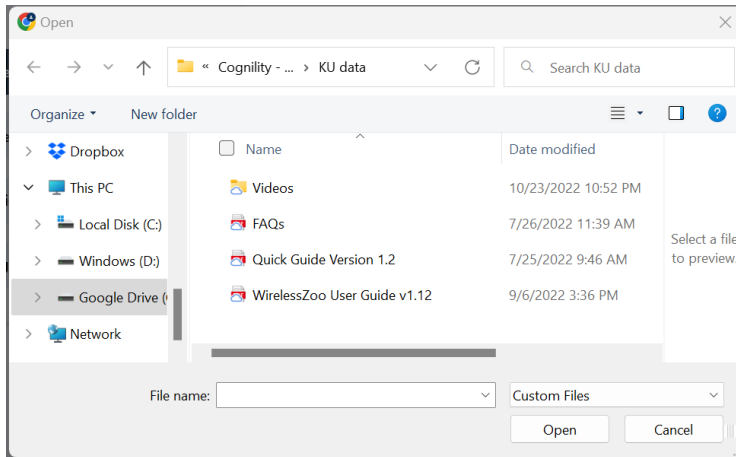 Open
« Cognility - ... › KU data
Search KU data
Organize
New folder
Dropbox
This PC
Local Disk (C:)
Windows (D:)
Google Drive (
Network
Name Date modified
Videos 10/23/2022 10:52 PM
FAQs 7/26/2022 11:39 AM
Quick Guide Version 1.2 7/25/2022 9:46 AM
WirelessZoo User Guide v1.12 9/6/2022 3:36 PM
Select a file
to preview.
File name:
Custom Files
Open Cancel